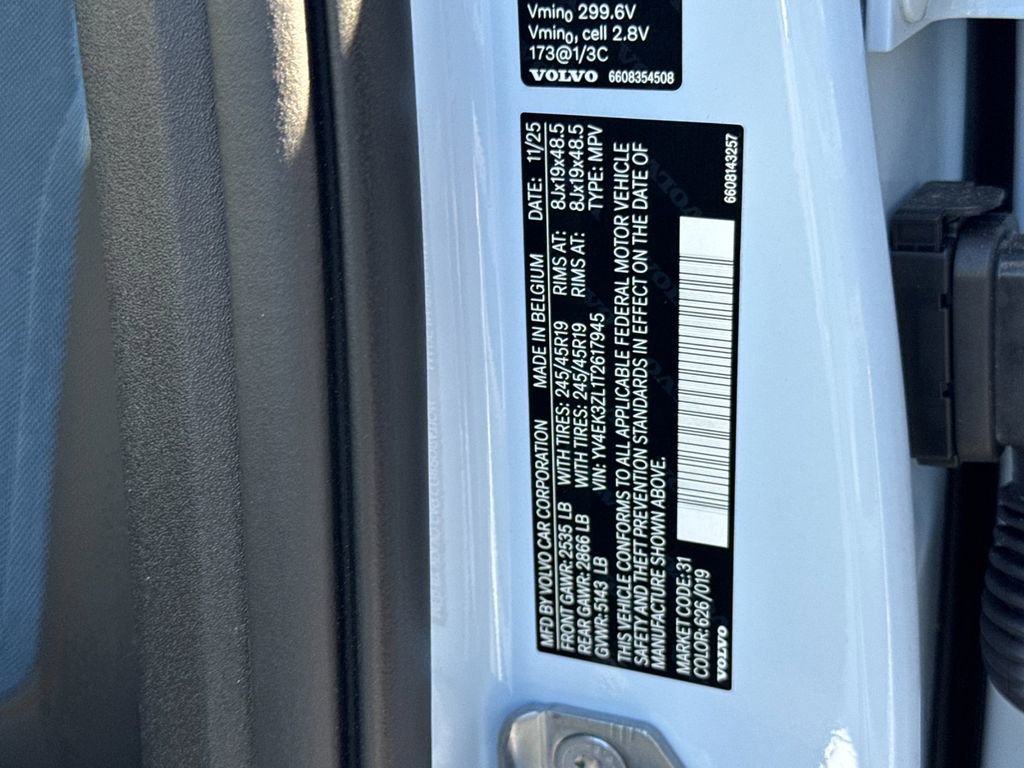 Vmin₀ 299.6V
Vmin₀, cell 2.8V
173@1/3C
VOLVO 6608354508
MFD BY VOLVO CAR CORPORATION MADE IN BELGIUM DATE: 11/25
FRONT GAWR: 2535 LB WITH TIRES: 245/45R19 RIMS AT: 8Jx19x48.5
REAR GAWR: 2866 LB WITH TIRES: 245/45R19 RIMS AT: 8Jx19x48.5
GVWR: 5143 LB VIN: YV4EK3ZL1T2617945 TYPE: MPV
THIS VEHICLE CONFORMS TO ALL APPLICABLE FEDERAL MOTOR VEHICLE
SAFETY AND THEFT PREVENTION STANDARDS IN EFFECT ON THE DATE OF
MANUFACTURE SHOWN ABOVE.
MARKET CODE: 31
COLOR: 626 /019
VOLVO 6608143257